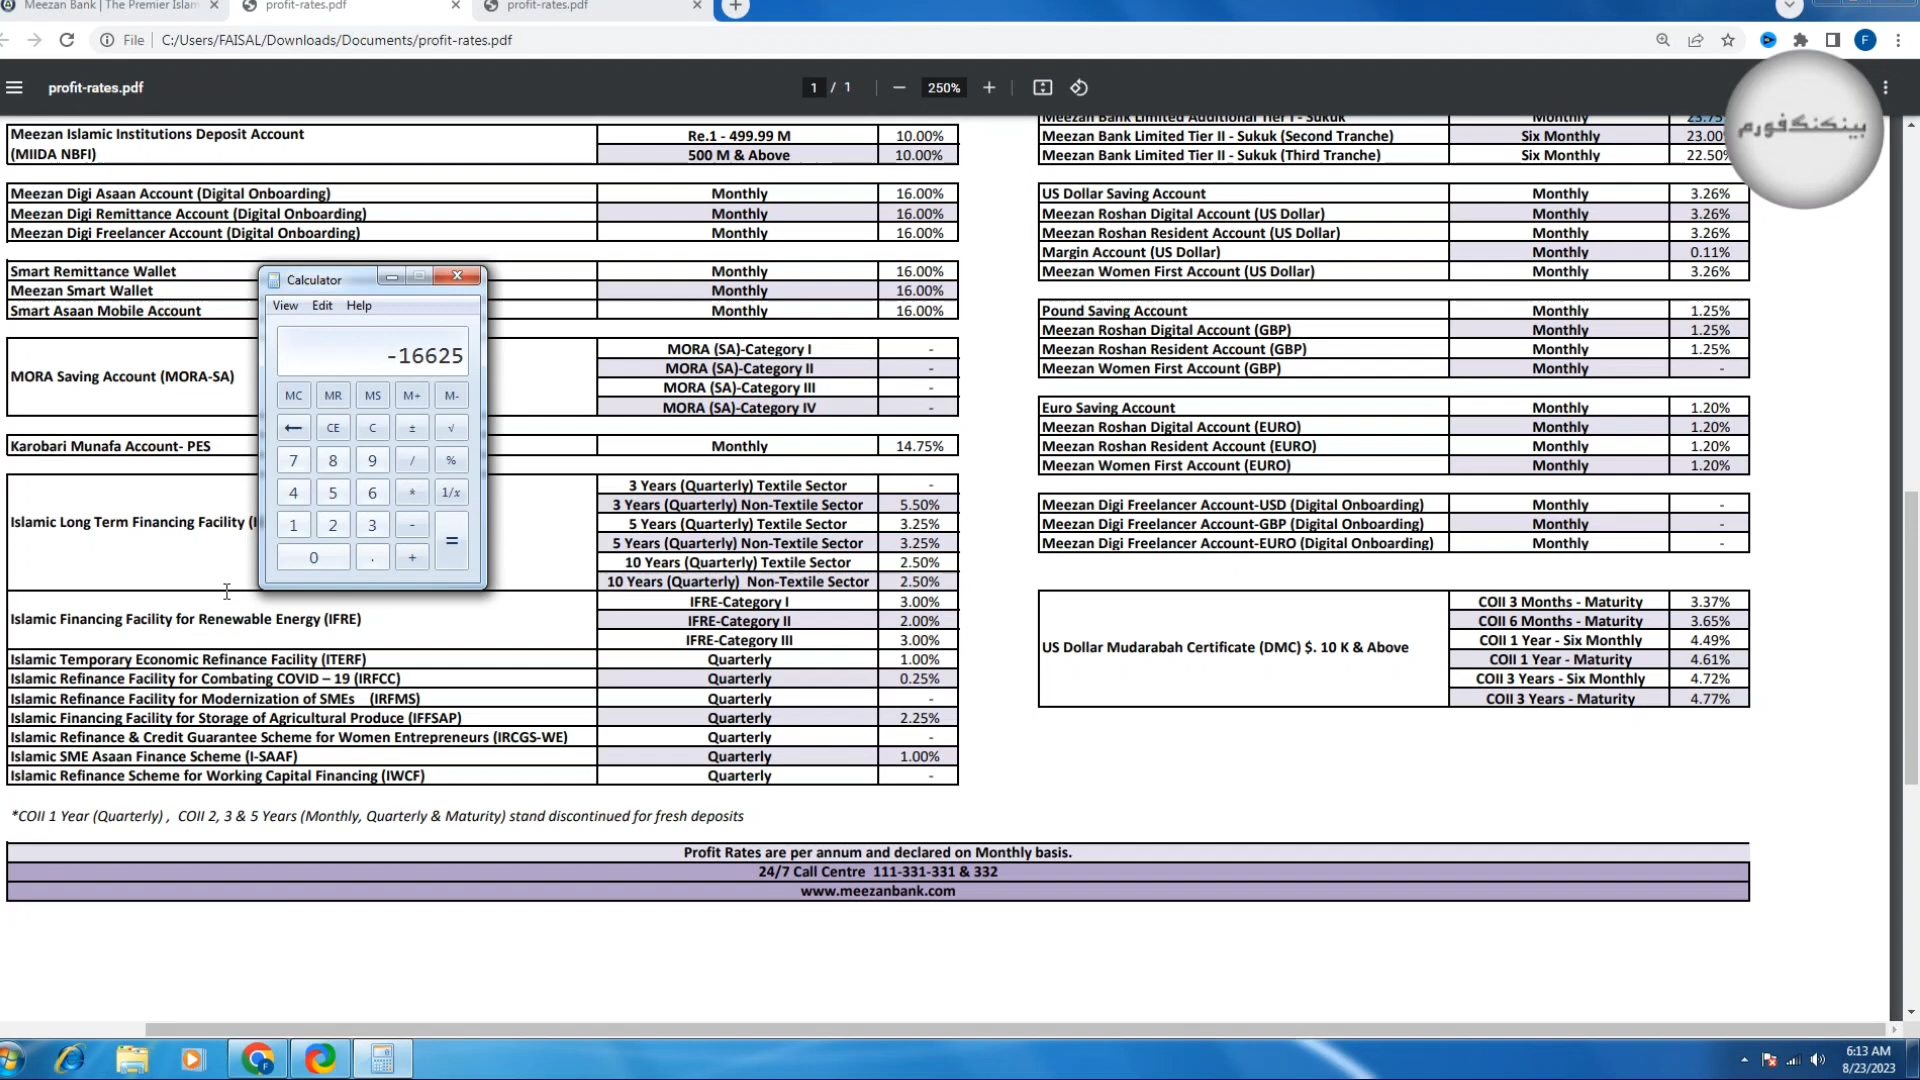 Meezan Bank | The Premier Islam
profit-rates.pdf
profit-rates.pdf
File
C:/Users/FAISAL/Downloads/Documents/profit-rates.pdf
F
profit-rates.pdf
1 / 1
250%
بینکنگ فورم
Meezan Islamic Institutions Deposit Account
(MIIDA NBFI)
Re.1 - 499.99 M 10.00%
500 M & Above 10.00%
Meezan Digi Asaan Account (Digital Onboarding) Monthly 16.00%
Meezan Digi Remittance Account (Digital Onboarding) Monthly 16.00%
Meezan Digi Freelancer Account (Digital Onboarding) Monthly 16.00%
Smart Remittance Wallet Monthly 16.00%
Meezan Smart Wallet Monthly 16.00%
Smart Asaan Mobile Account Monthly 16.00%
MORA Saving Account (MORA-SA)
MORA (SA)-Category I -
MORA (SA)-Category II -
MORA (SA)-Category III -
MORA (SA)-Category IV -
Karobari Munafa Account- PES Monthly 14.75%
Islamic Long Term Financing Facility (I
3 Years (Quarterly) Textile Sector -
3 Years (Quarterly) Non-Textile Sector 5.50%
5 Years (Quarterly) Textile Sector 3.25%
5 Years (Quarterly) Non-Textile Sector 3.25%
10 Years (Quarterly) Textile Sector 2.50%
10 Years (Quarterly) Non-Textile Sector 2.50%
Islamic Financing Facility for Renewable Energy (IFRE)
IFRE-Category I 3.00%
IFRE-Category II 2.00%
IFRE-Category III 3.00%
Islamic Temporary Economic Refinance Facility (ITERF) Quarterly 1.00%
Islamic Refinance Facility for Combating COVID – 19 (IRFCC) Quarterly 0.25%
Islamic Refinance Facility for Modernization of SMEs (IRFMS) Quarterly -
Islamic Financing Facility for Storage of Agricultural Produce (IFFSAP) Quarterly 2.25%
Islamic Refinance & Credit Guarantee Scheme for Women Entrepreneurs (IRCGS-WE) Quarterly -
Islamic SME Asaan Finance Scheme (I-SAAF) Quarterly 1.00%
Islamic Refinance Scheme for Working Capital Financing (IWCF) Quarterly -
Meezan Bank Limited Additional Tier I - Sukuk Monthly 23.75
Meezan Bank Limited Tier II - Sukuk (Second Tranche) Six Monthly 23.00
Meezan Bank Limited Tier II - Sukuk (Third Tranche) Six Monthly 22.50%
US Dollar Saving Account Monthly 3.26%
Meezan Roshan Digital Account (US Dollar) Monthly 3.26%
Meezan Roshan Resident Account (US Dollar) Monthly 3.26%
Margin Account (US Dollar) Monthly 0.11%
Meezan Women First Account (US Dollar) Monthly 3.26%
Pound Saving Account Monthly 1.25%
Meezan Roshan Digital Account (GBP) Monthly 1.25%
Meezan Roshan Resident Account (GBP) Monthly 1.25%
Meezan Women First Account (GBP) Monthly -
Euro Saving Account Monthly 1.20%
Meezan Roshan Digital Account (EURO) Monthly 1.20%
Meezan Roshan Resident Account (EURO) Monthly 1.20%
Meezan Women First Account (EURO) Monthly 1.20%
Meezan Digi Freelancer Account-USD (Digital Onboarding) Monthly -
Meezan Digi Freelancer Account-GBP (Digital Onboarding) Monthly -
Meezan Digi Freelancer Account-EURO (Digital Onboarding) Monthly -
US Dollar Mudarabah Certificate (DMC) $. 10 K & Above
COII 3 Months - Maturity 3.37%
COII 6 Months - Maturity 3.65%
COII 1 Year - Six Monthly 4.49%
COII 1 Year - Maturity 4.61%
COII 3 Years - Six Monthly 4.72%
COII 3 Years - Maturity 4.77%
Calculator
View Edit Help
-16625
MC MR MS M+ M-
← CE C ± √
7 8 9 / %
4 5 6 * 1/x
1 2 3 - =
0 . +
*COII 1 Year (Quarterly) , COII 2, 3 & 5 Years (Monthly, Quarterly & Maturity) stand discontinued for fresh deposits
Profit Rates are per annum and declared on Monthly basis.
24/7 Call Centre 111-331-331 & 332
www.meezanbank.com
6:13 AM
8/23/2023